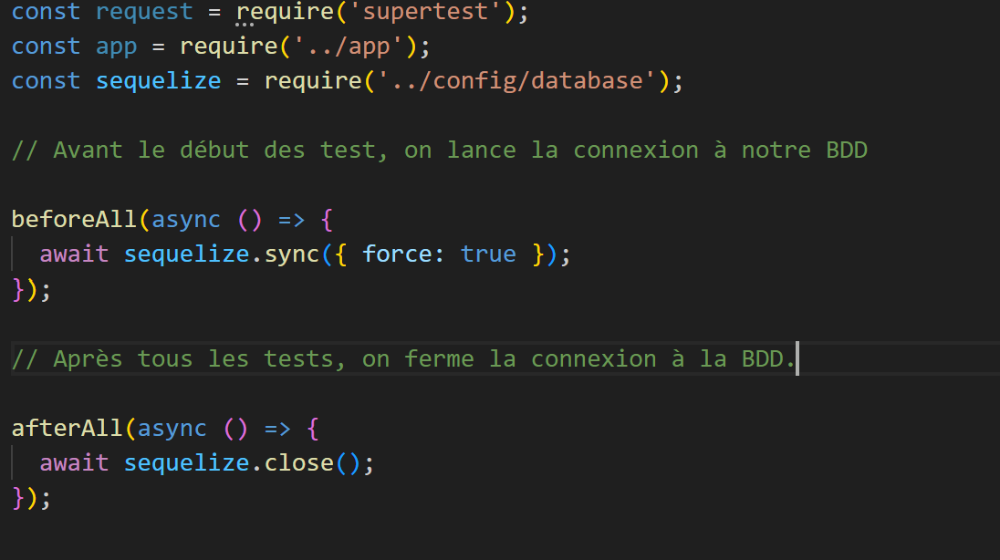 const request = require('supertest');
const app = require('../app');
const sequelize = require('../config/database');
// Avant le début des test, on lance la connexion à notre BDD
beforeAll(async () => {
  await sequelize.sync({ force: true });
});
// Après tous les tests, on ferme la connexion à la BDD.
afterAll(async () => {
  await sequelize.close();
});